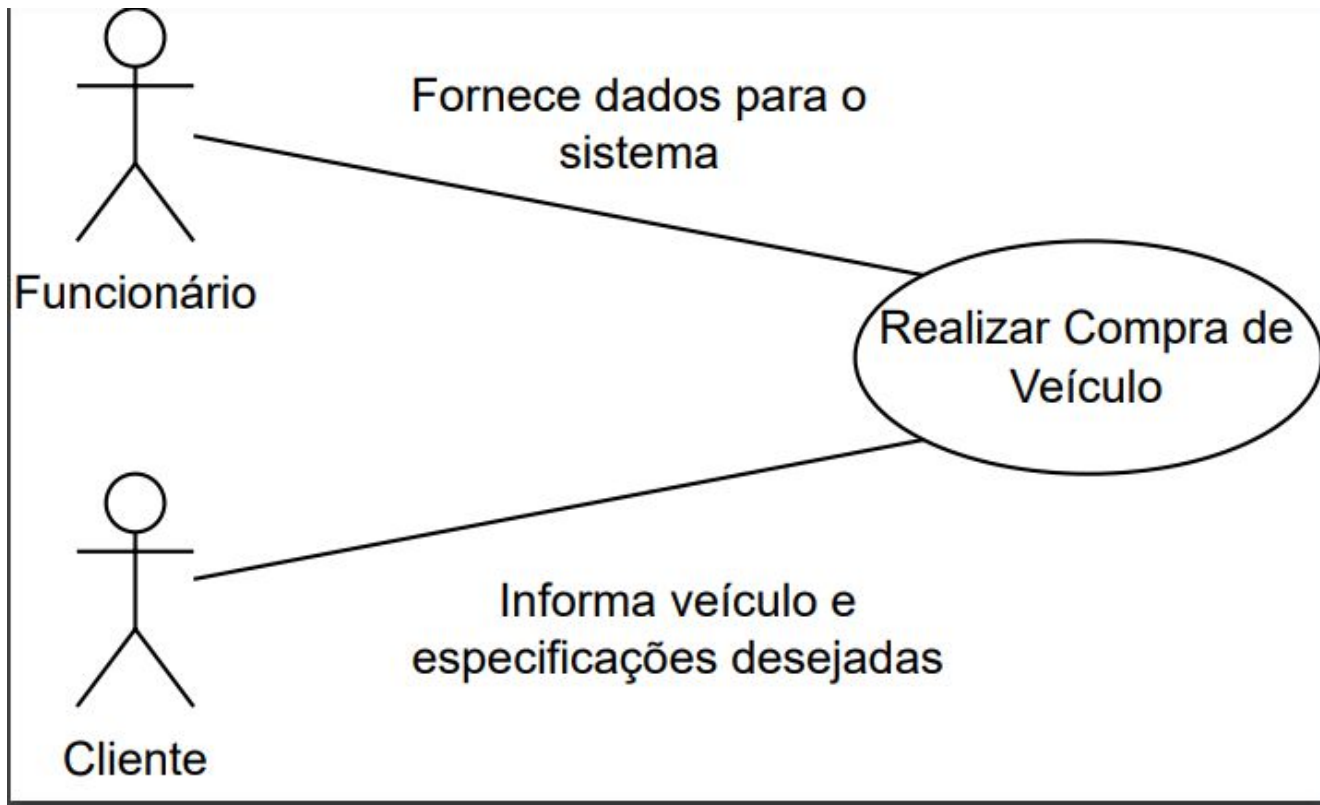 Fornece dados para o
sistema
Funcionário
Realizar Compra de
Veículo
Informa veículo e
especificações desejadas
Cliente